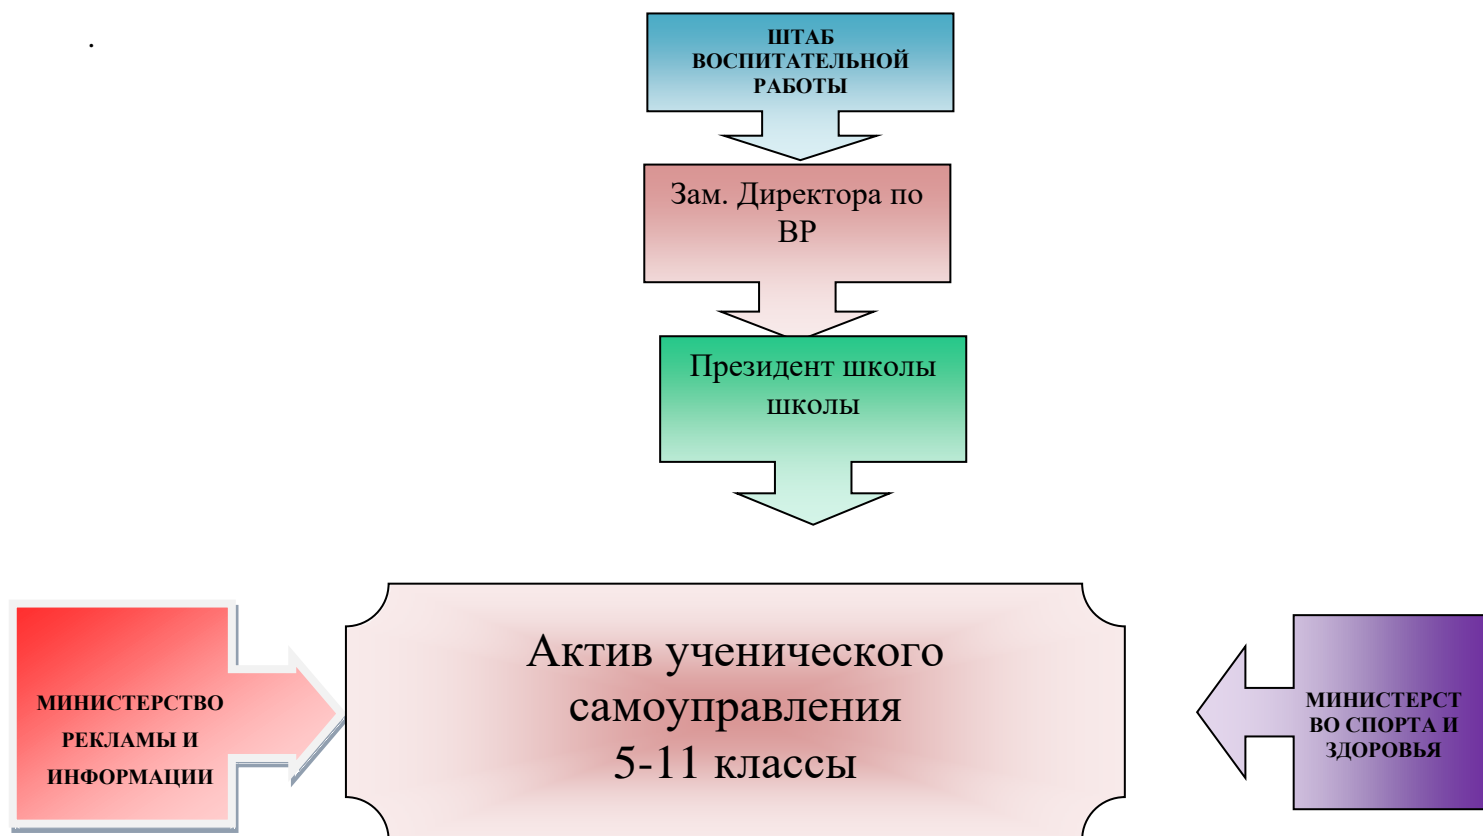 .
ШТАБ
ВОСПИТАТЕЛЬНОЙ
РАБОТЫ
Зам. Директора по
ВР
Президент школы
школы
Актив ученического
самоуправления
5-11 классы
МИНИСТЕРСТВО
РЕКЛАМЫ И
ИНФОРМАЦИИ
МИНИСТЕРСТ
ВО СПОРТА И
ЗДОРОВЬЯ